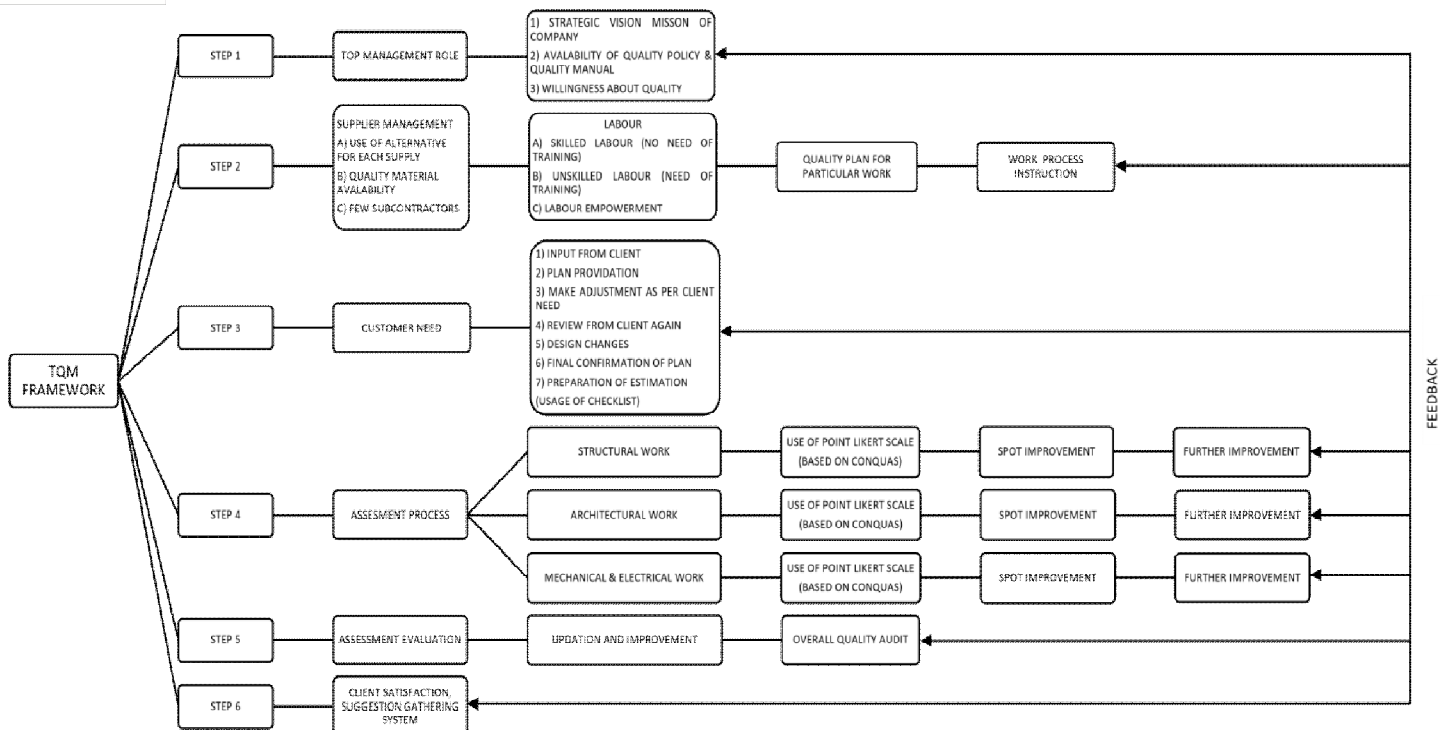 STEP 1
TOP MANAGEMENT ROLE
1) STRATEGIC VISION MISSON OF
COMPANY
2) AVALABILITY OF QUALITY POLICY &
QUALITY MANUAL
3) WILLINGNESS ABOUT QUALITY
STEP 2
SUPPLIER MANAGEMENT
A) USE OF ALTERNATIVE
FOR EACH SUPPLY
B) QUALITY MATERIAL
AVALABILITY
C) FEW SUBCONTRACTORS
LABOUR
A) SKILLED LABOUR (NO NEED OF
TRAINING)
B) UNSKILLED LABOUR (NEED OF
TRAINING)
C) LABOUR EMPOWERMENT
QUALITY PLAN FOR
PARTICULAR WORK
WORK PROCESS
INSTRUCTION
STEP 3
CUSTOMER NEED
1) INPUT FROM CLIENT
2) PLAN PROVIDATION
3) MAKE ADJUSTMENT AS PER CLIENT
NEED
4) REVIEW FROM CLIENT AGAIN
5) DESIGN CHANGES
6) FINAL CONFIRMATION OF PLAN
7) PREPARATION OF ESTIMATION
(USAGE OF CHECKLIST)
TQM
FRAMEWORK
FEEDBACK
STEP 4
ASSESMENT PROCESS
STRUCTURAL WORK
USE OF POINT LIKERT SCALE
(BASED ON CONQUAS)
SPOT IMPROVEMENT
FURTHER IMPROVEMENT
ARCHITECTURAL WORK
USE OF POINT LIKERT SCALE
(BASED ON CONQUAS)
SPOT IMPROVEMENT
FURTHER IMPROVEMENT
MECHANICAL & ELECTRICAL WORK
USE OF POINT LIKERT SCALE
(BASED ON CONQUAS)
SPOT IMPROVEMENT
FURTHER IMPROVEMENT
STEP 5
ASSESSMENT EVALUATION
UPDATION AND IMPROVEMENT
OVERALL QUALITY AUDIT
STEP 6
CLIENT SATISFACTION,
SUGGESTION GATHERING
SYSTEM